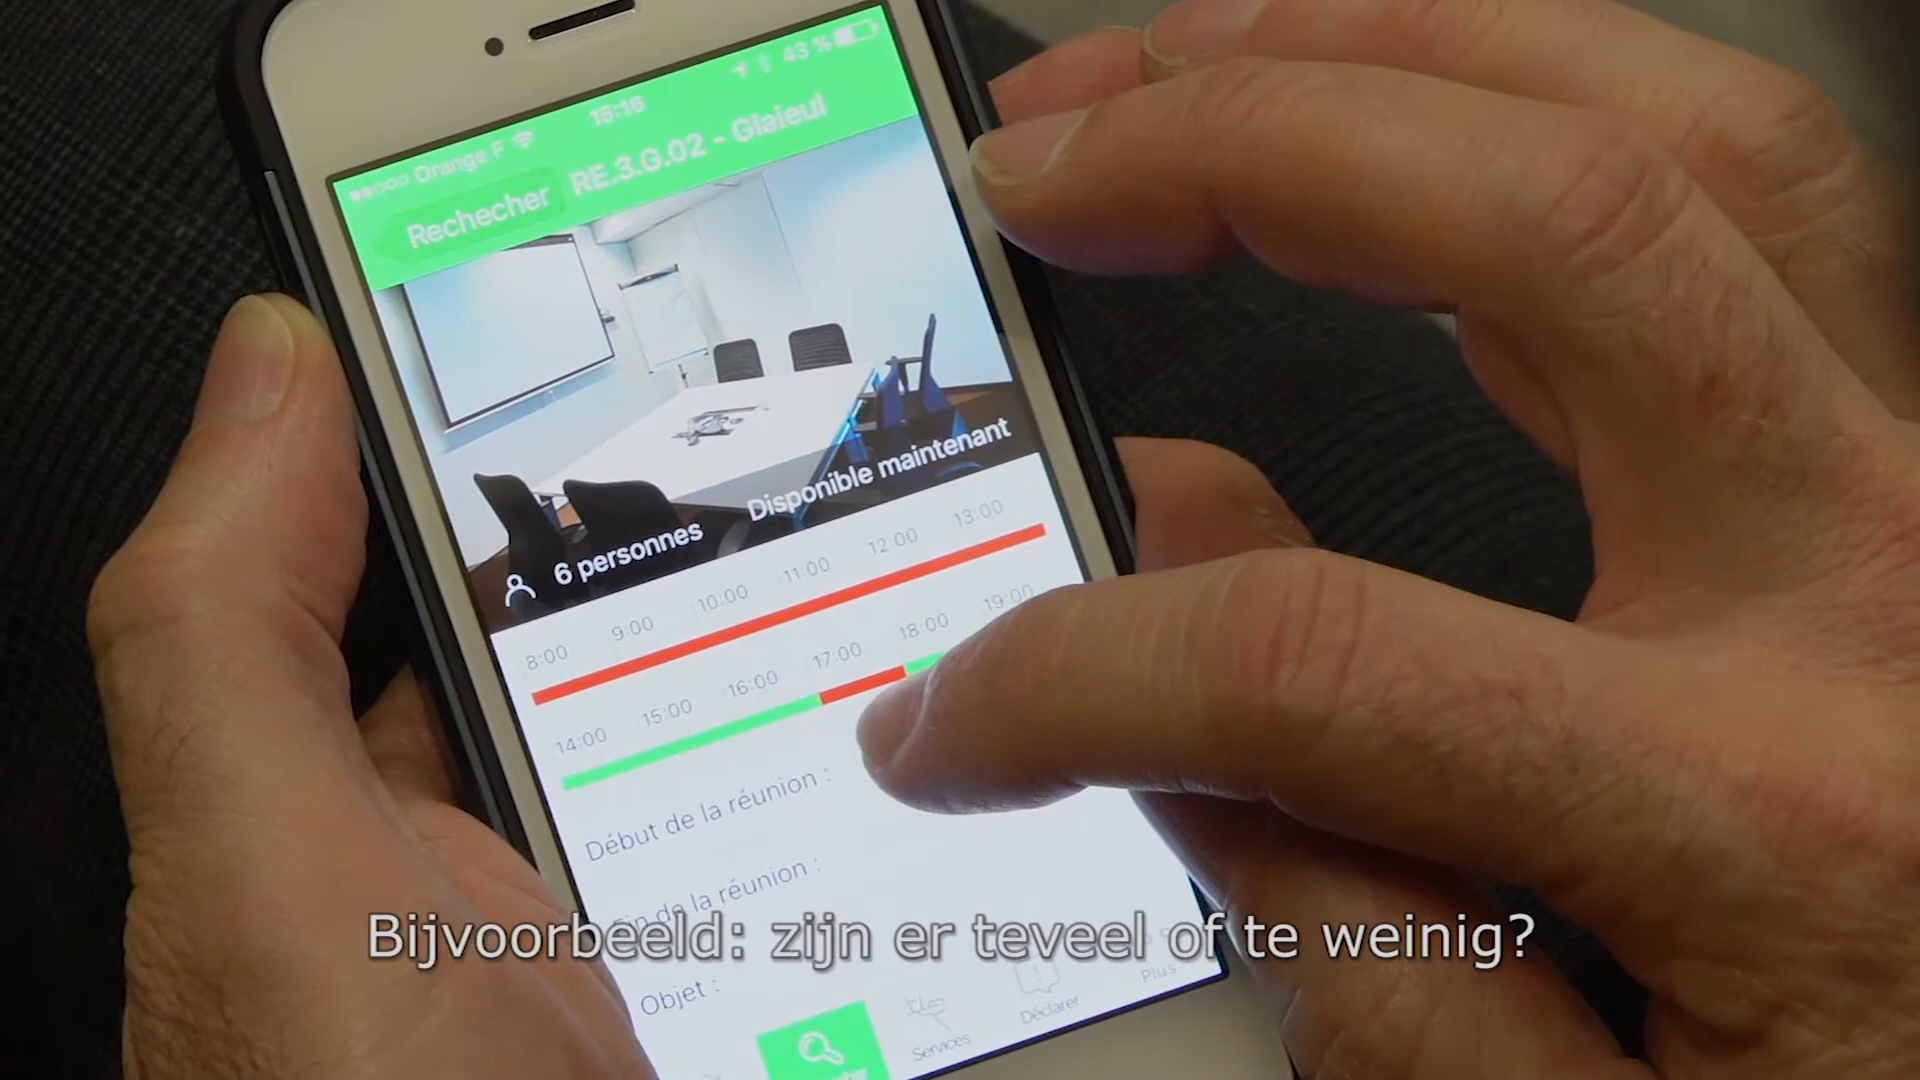 Orange F 15:16 43 %
Rechecher RE.3.G.02 - Glaieul
6 personnes Disponible maintenant
8:00 9:00 10:00 11:00 12:00 13:00
14:00 15:00 16:00 17:00 18:00 19:00
Début de la réunion :
Fin de la réunion :
Bijvoorbeeld: zijn er teveel of te weinig?
Objet :
Services Déclarer Plus